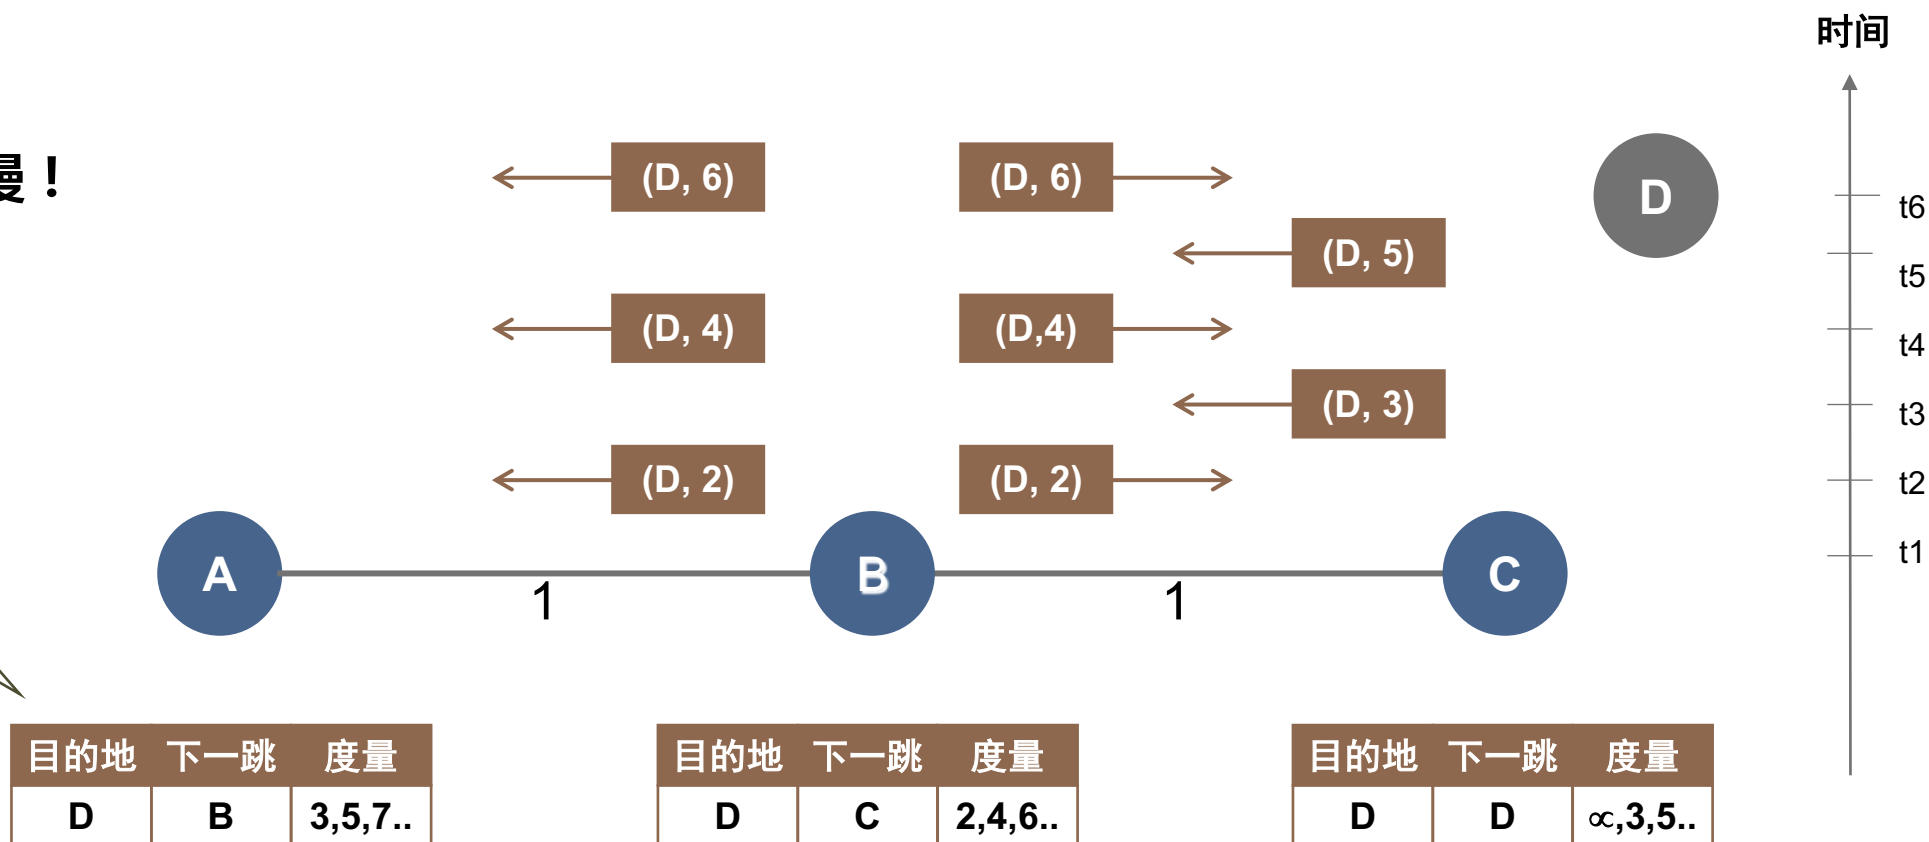 时间
慢！
(D, 6)
(D, 6)
D
t6
(D, 5)
t5
(D, 4)
(D,4)
t4
(D, 3)
t3
(D, 2)
(D, 2)
t2
t1
A
B
C
1
1
目的地 下一跳 度量
D B 3,5,7..
目的地 下一跳 度量
D C 2,4,6..
目的地 下一跳 度量
D D ∝,3,5..